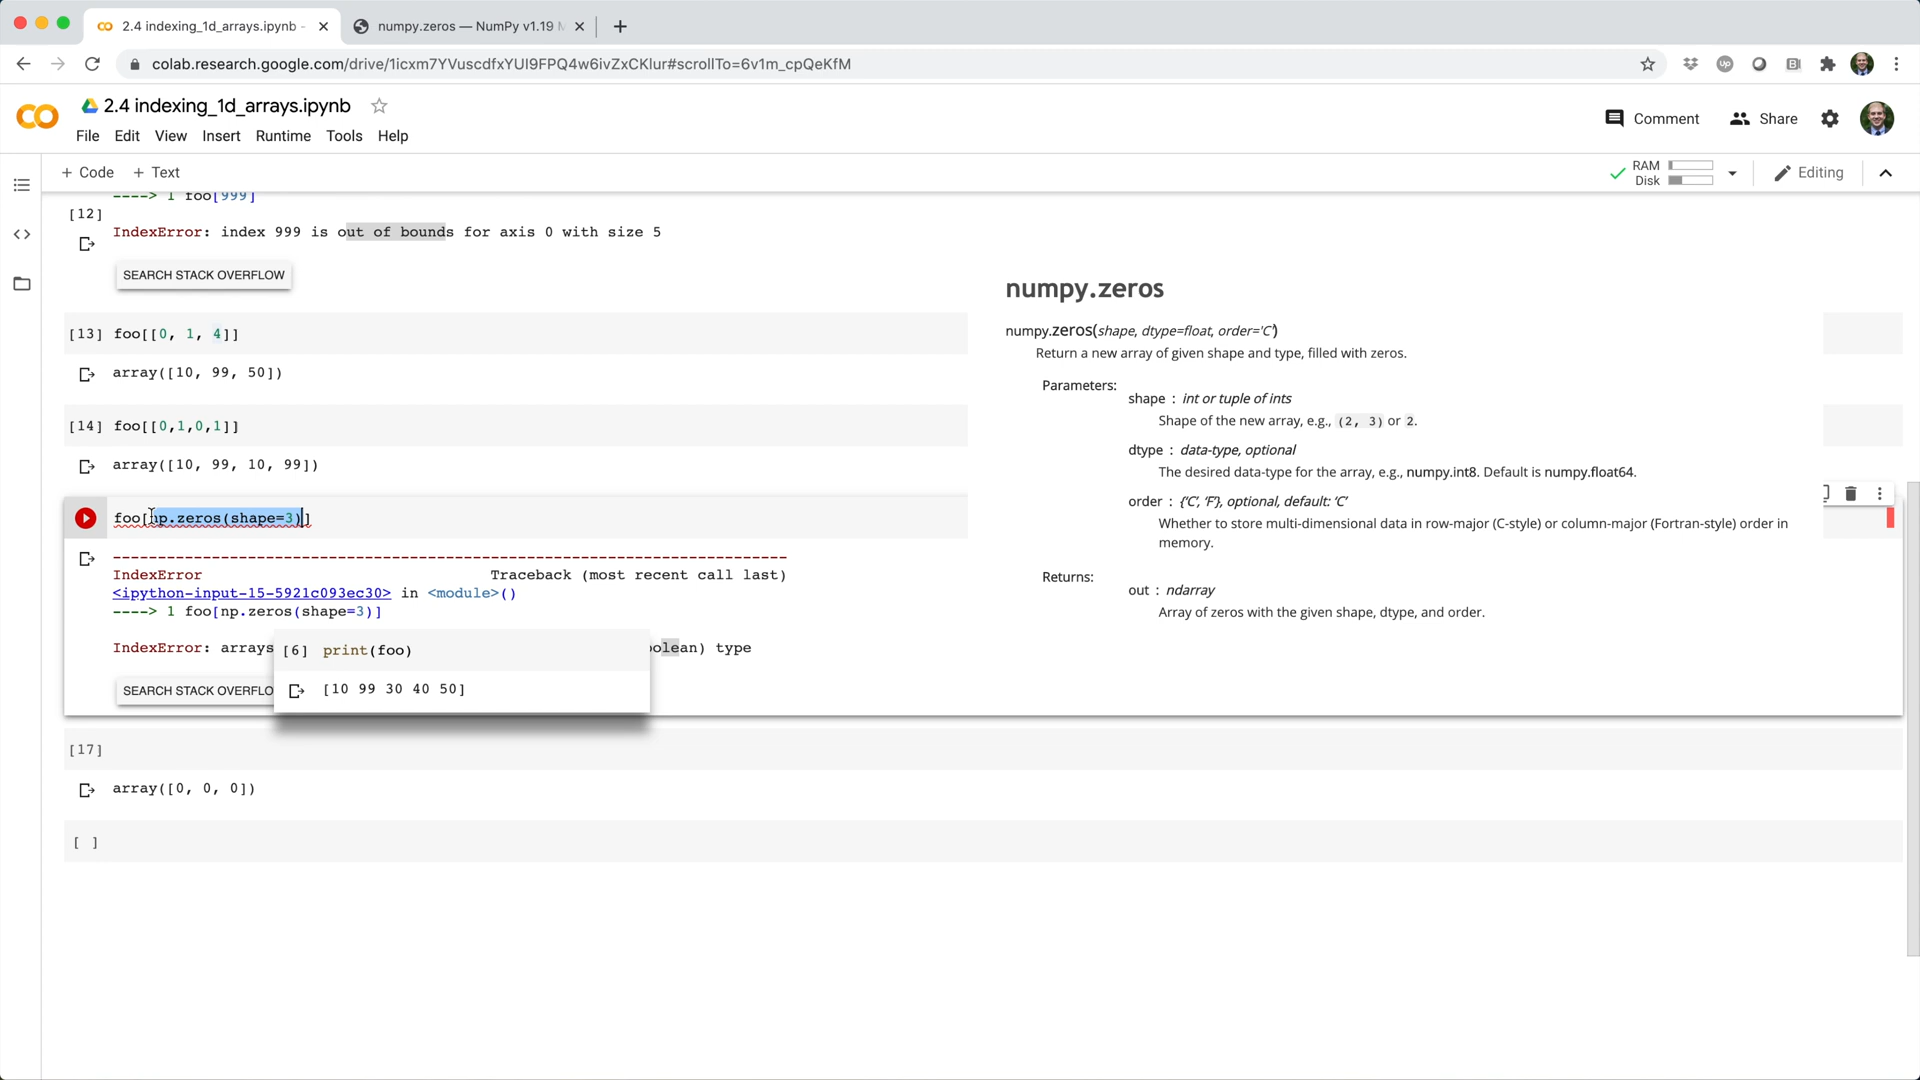 2.4 indexing_1d_arrays.ipynb -
numpy.zeros — NumPy v1.19 M
colab.research.google.com/drive/1icxm7YVuscdfxYUI9FPQ4w6ivZxCKlur#scrollTo=6v1m_cpQeKfM
2.4 indexing_1d_arrays.ipynb
Comment
Share
File Edit View Insert Runtime Tools Help
+ Code + Text
RAM
Disk
Editing
----> 1 foo[999]
[12]
IndexError: index 999 is out of bounds for axis 0 with size 5
SEARCH STACK OVERFLOW
[13] foo[[0, 1, 4]]
array([10, 99, 50])
[14] foo[[0,1,0,1]]
array([10, 99, 10, 99])
foo[np.zeros(shape=3)]
IndexError Traceback (most recent call last)
<ipython-input-15-5921c093ec30> in <module>()
----> 1 foo[np.zeros(shape=3)]
IndexError: arrays olean) type
SEARCH STACK OVERFLO
[6] print(foo)
[10 99 30 40 50]
[17]
array([0, 0, 0])
[ ]
numpy.zeros
numpy.zeros(shape, dtype=float, order='C')
Return a new array of given shape and type, filled with zeros.
Parameters:
shape : int or tuple of ints
Shape of the new array, e.g., (2, 3) or 2.
dtype : data-type, optional
The desired data-type for the array, e.g., numpy.int8. Default is numpy.float64.
order : {‘C’, ‘F’}, optional, default: ‘C’
Whether to store multi-dimensional data in row-major (C-style) or column-major (Fortran-style) order in
memory.
Returns:
out : ndarray
Array of zeros with the given shape, dtype, and order.